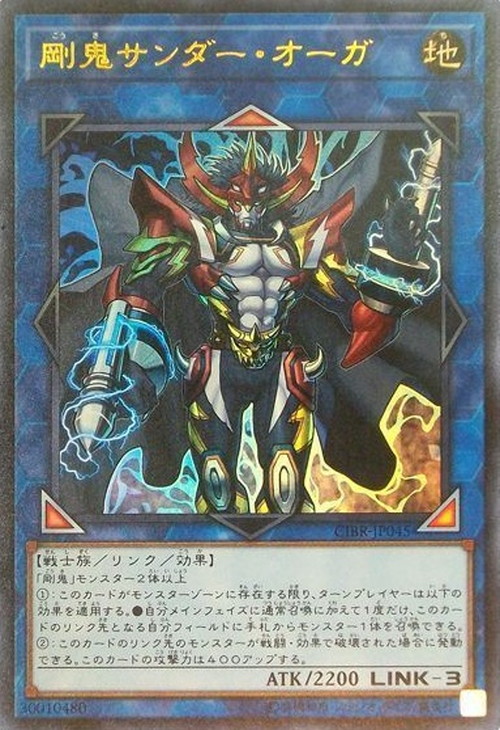 剛鬼サンダー・オーガ 地
CIBR-JP045
【戦士族／リンク／効果】
「剛鬼」モンスター２体以上
①：このカードがモンスターゾーンに存在する限り、ターンプレイヤーは以下の
効果を適用する。●自分メインフェイズに通常召喚に加えて１度だけ、このカー
ドのリンク先となる自分フィールドに手札からモンスター１体を召喚できる。
②：このカードのリンク先のモンスターが戦闘・効果で破壊された場合に発動
できる。このカードの攻撃力は４００アップする。
ATK/2200 LINK-3
30010480